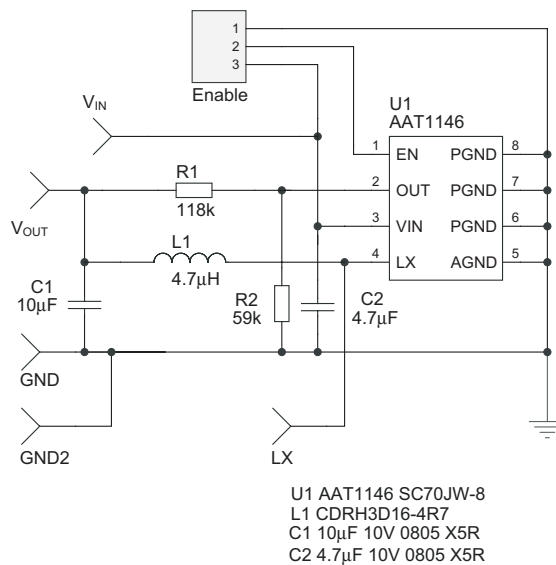 1
2
3
Enable
VIN
U1
AAT1146
1 EN PGND 8
2 OUT PGND 7
3 VIN PGND 6
4 LX AGND 5
R1
118k
VOUT
L1
4.7μH
C1
10μF
R2
59k
C2
4.7μF
GND
GND2
LX
U1 AAT1146 SC70JW-8
L1 CDRH3D16-4R7
C1 10μF 10V 0805 X5R
C2 4.7μF 10V 0805 X5R